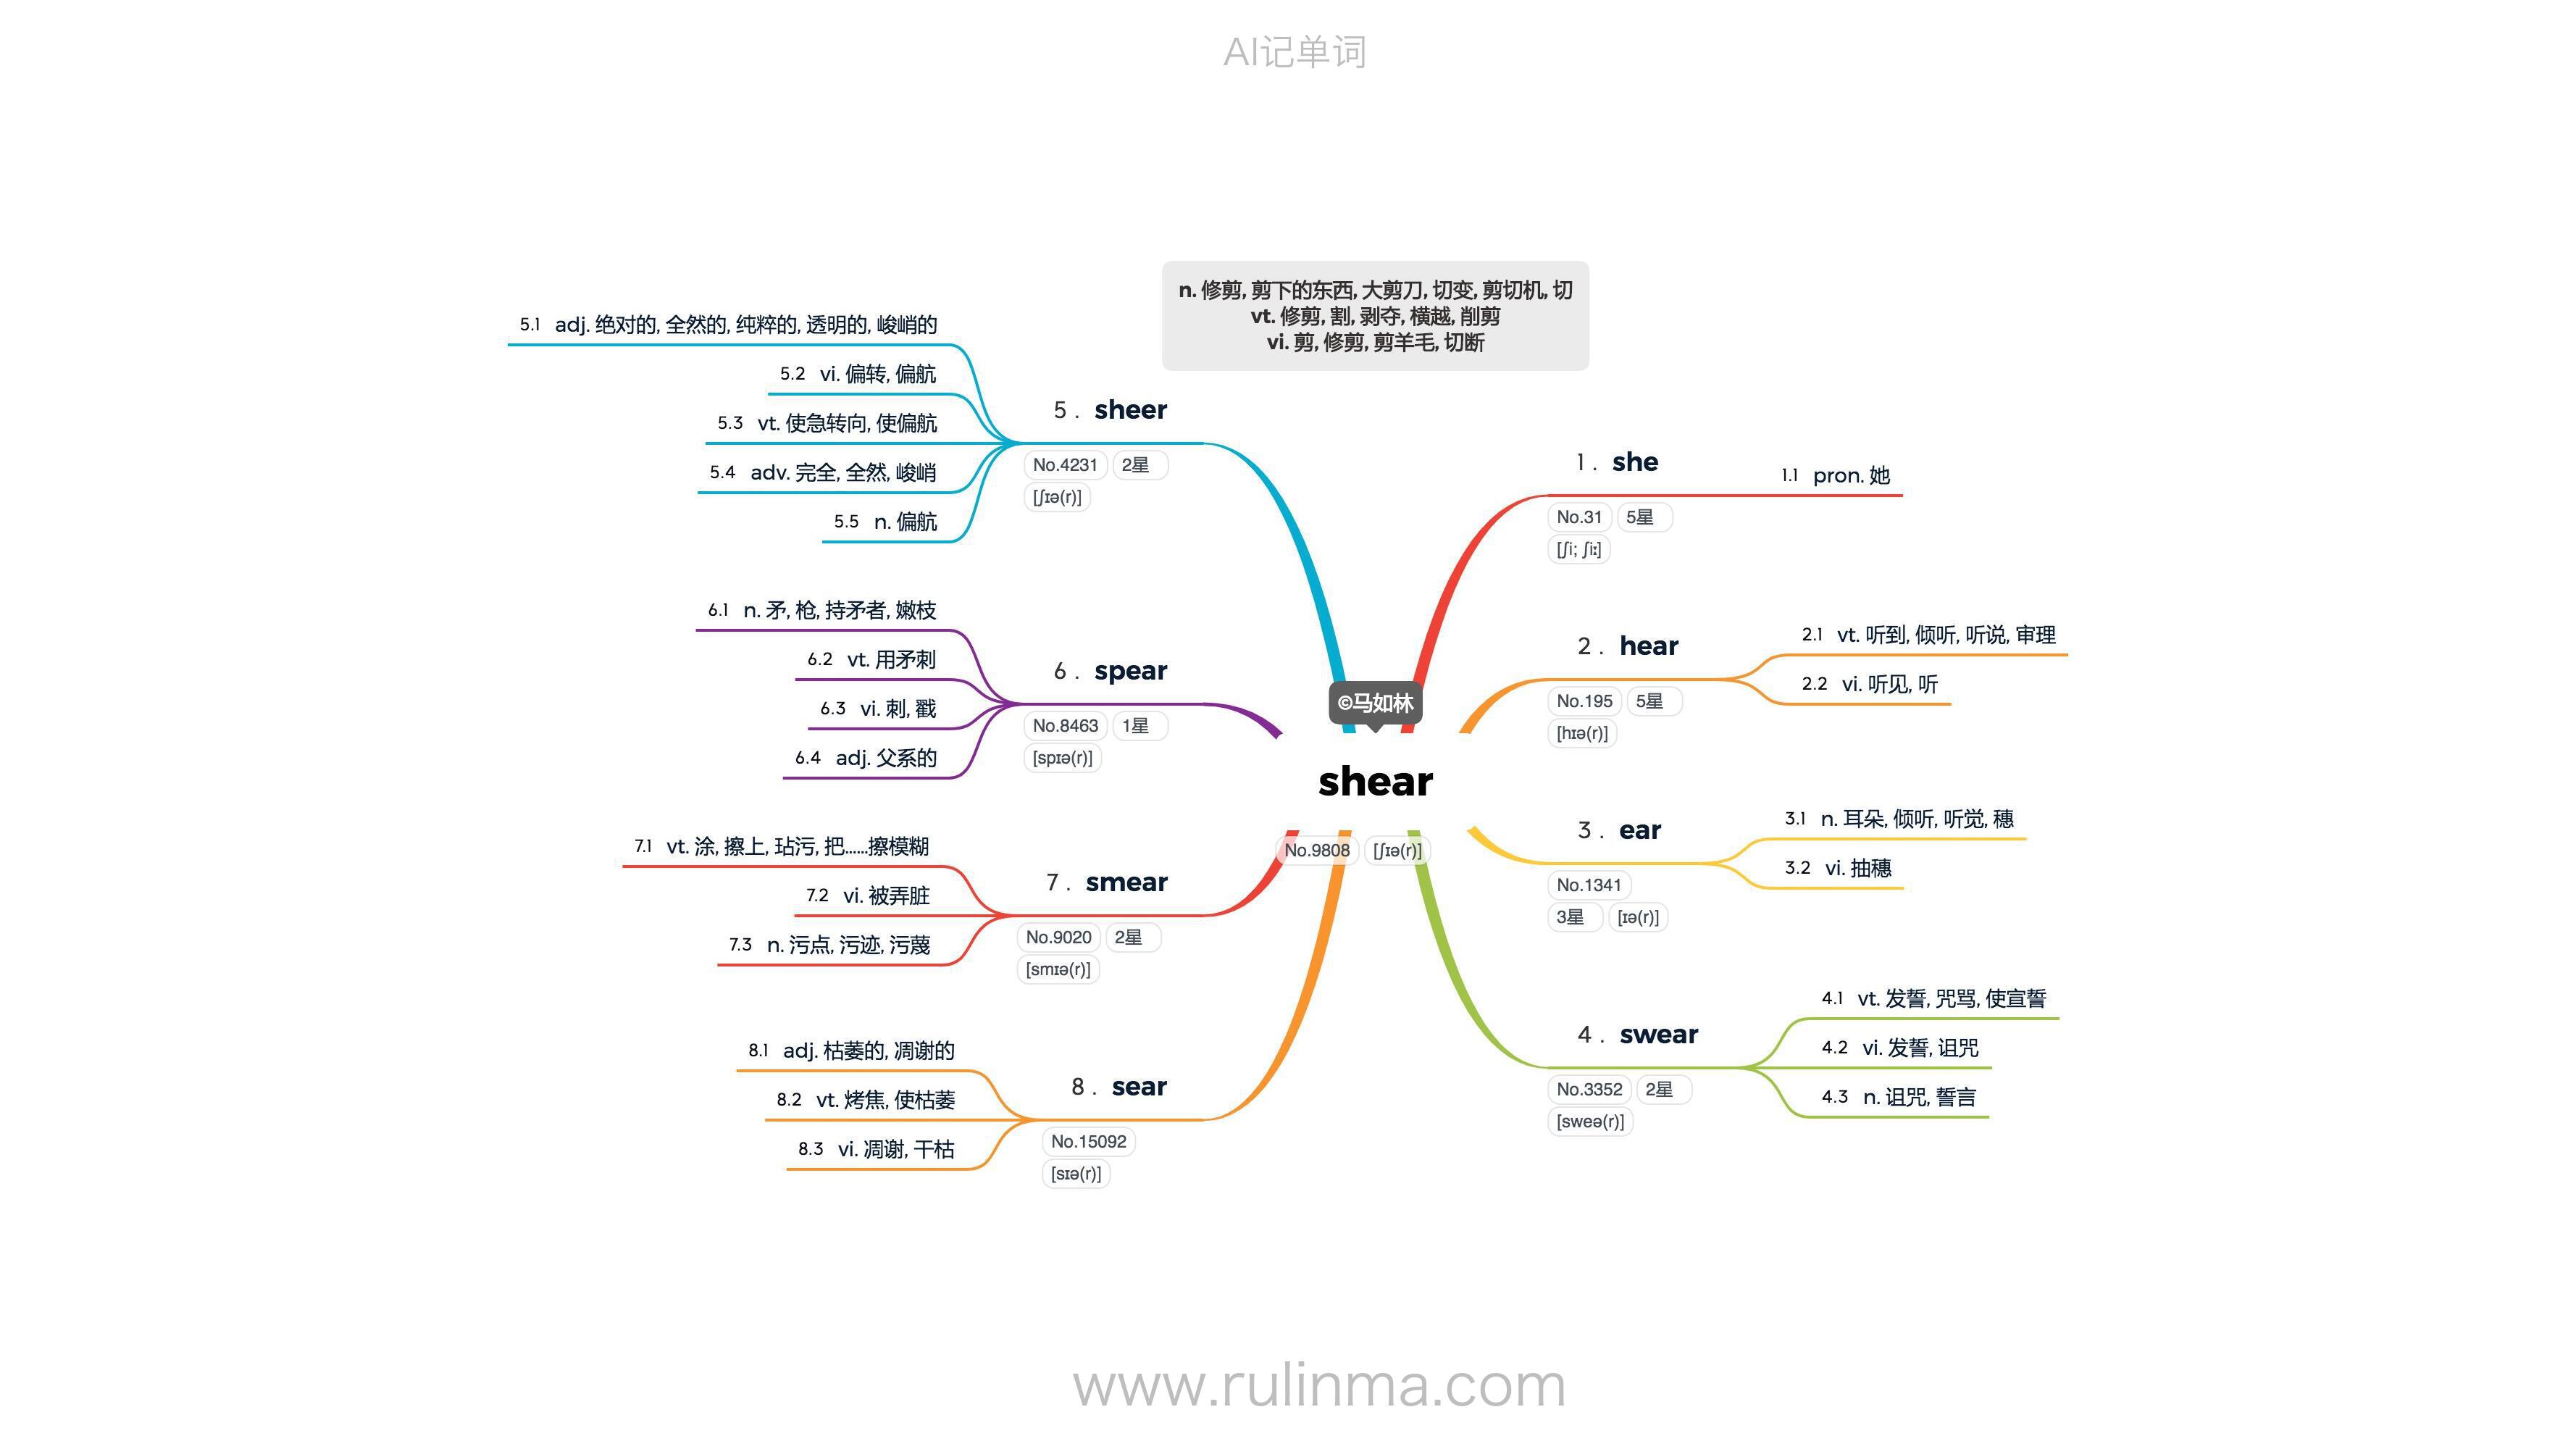 AI记单词
n. 修剪, 剪下的东西, 大剪刀, 切变, 剪切机, 切
vt. 修剪, 割, 剥夺, 横越, 削剪
vi. 剪, 修剪, 剪羊毛, 切断
©马如林
shear
No.9808 [ʃɪə(r)]
1. she
No.31 5星
[ʃi; ʃiː]
1.1 pron. 她
2. hear
No.195 5星
[hɪə(r)]
2.1 vt. 听到, 倾听, 听说, 审理
2.2 vi. 听见, 听
3. ear
No.1341
3星 [ɪə(r)]
3.1 n. 耳朵, 倾听, 听觉, 穗
3.2 vi. 抽穗
4. swear
No.3352 2星
[sweə(r)]
4.1 vt. 发誓, 咒骂, 使宣誓
4.2 vi. 发誓, 诅咒
4.3 n. 诅咒, 誓言
5. sheer
No.4231 2星
[ʃɪə(r)]
5.1 adj. 绝对的, 全然的, 纯粹的, 透明的, 峻峭的
5.2 vi. 偏转, 偏航
5.3 vt. 使急转向, 使偏航
5.4 adv. 完全, 全然, 峻峭
5.5 n. 偏航
6. spear
No.8463 1星
[spɪə(r)]
6.1 n. 矛, 枪, 持矛者, 嫩枝
6.2 vt. 用矛刺
6.3 vi. 刺, 戳
6.4 adj. 父系的
7. smear
No.9020 2星
[smɪə(r)]
7.1 vt. 涂, 擦上, 玷污, 把……擦模糊
7.2 vi. 被弄脏
7.3 n. 污点, 污迹, 污蔑
8. sear
No.15092
[sɪə(r)]
8.1 adj. 枯萎的, 凋谢的
8.2 vt. 烤焦, 使枯萎
8.3 vi. 凋谢, 干枯
www.rulinma.com